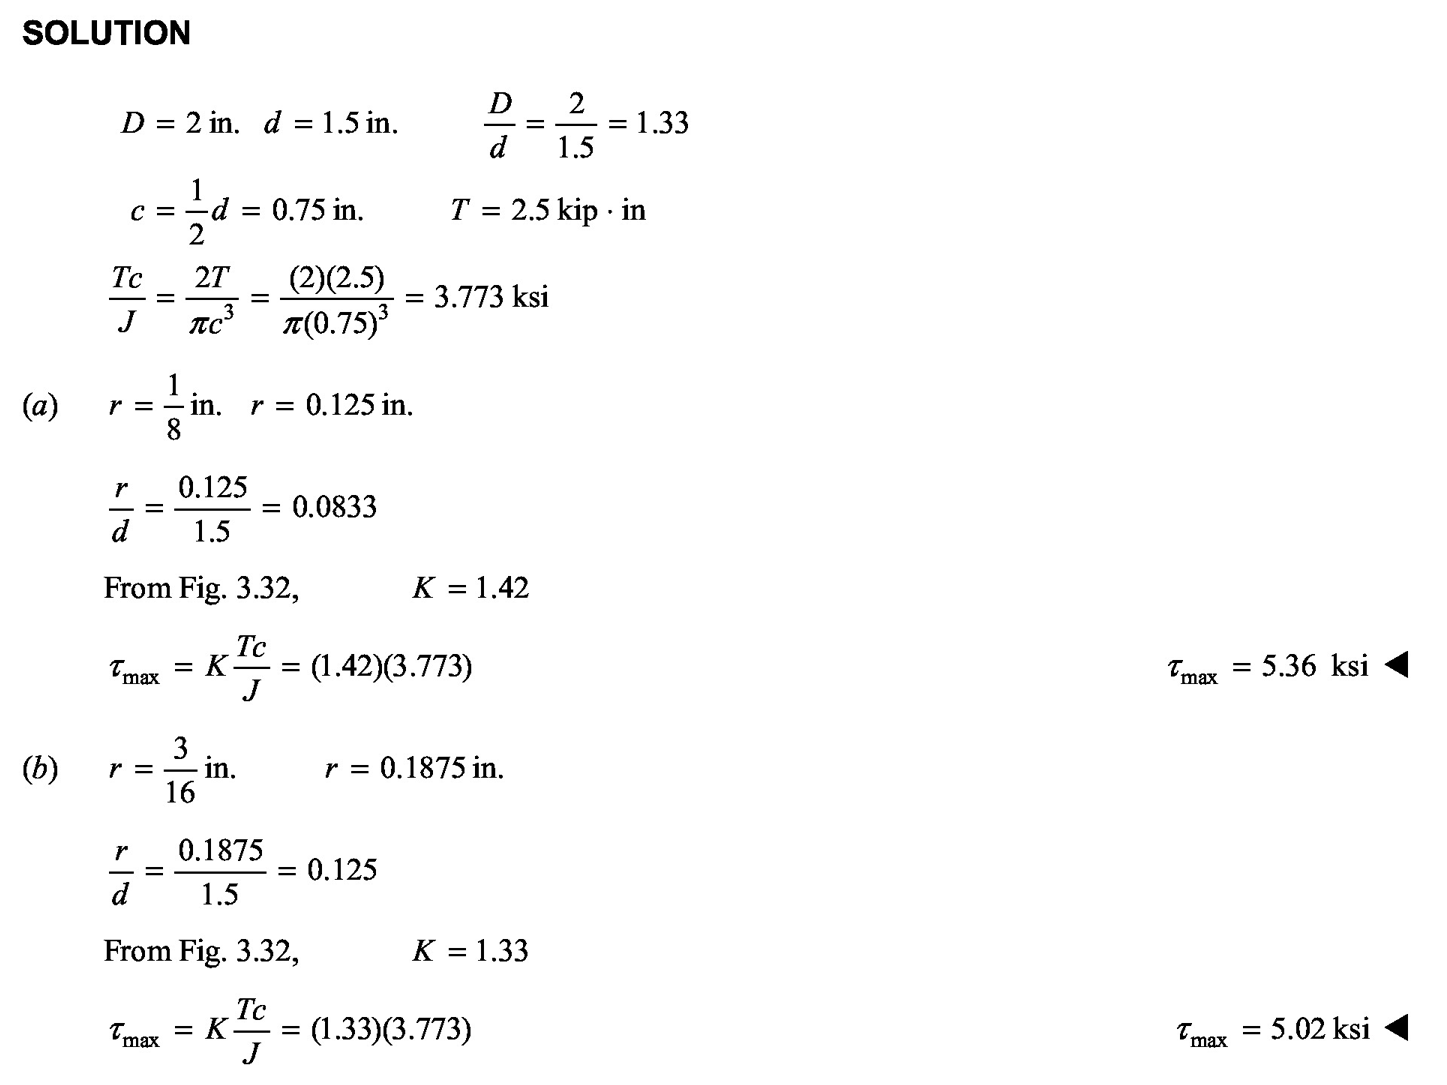 SOLUTION
D = 2 in. d = 1.5 in. D/d = 2/1.5 = 1.33
c = 1/2 d = 0.75 in. T = 2.5 kip · in
Tc/J = 2T/πc³ = (2)(2.5)/π(0.75)³ = 3.773 ksi
(a) r = 1/8 in. r = 0.125 in.
r/d = 0.125/1.5 = 0.0833
From Fig. 3.32, K = 1.42
τmax = K Tc/J = (1.42)(3.773) τmax = 5.36 ksi ◀
(b) r = 3/16 in. r = 0.1875 in.
r/d = 0.1875/1.5 = 0.125
From Fig. 3.32, K = 1.33
τmax = K Tc/J = (1.33)(3.773) τmax = 5.02 ksi ◀